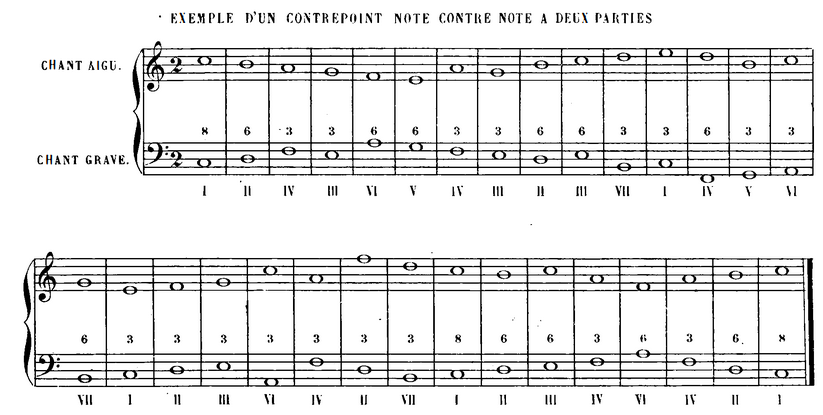 EXEMPLE D'UN CONTREPOINT NOTE CONTRE NOTE A DEUX PARTIES
CHANT AIGU.
2
8 6 3 3 6 6 3 3 6 6 3 3 6 3 3
CHANT GRAVE.
2
I II IV III VI V IV III II III VII I IV V VI
6 3 3 3 3 3 3 3 8 6 6 3 6 3 6 8
VII I II III VI IV II VII I II III IV VI IV II I